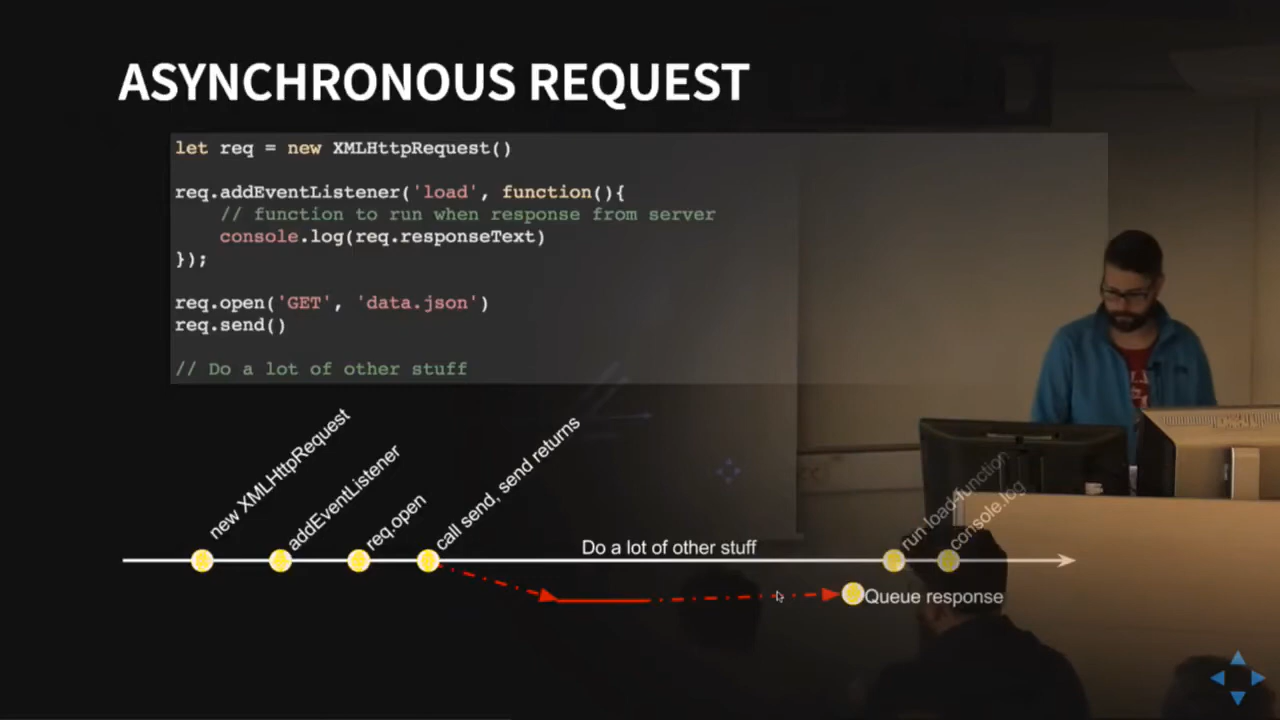 ASYNCHRONOUS REQUEST
let req = new XMLHttpRequest()
req.addEventListener('load', function(){
// function to run when response from server
console.log(req.responseText)
});
req.open('GET', 'data.json')
req.send()
// Do a lot of other stuff
new XMLHttpRequest
addEventListener
req.open
call send, send returns
Do a lot of other stuff
run load-function
console.log
Queue response